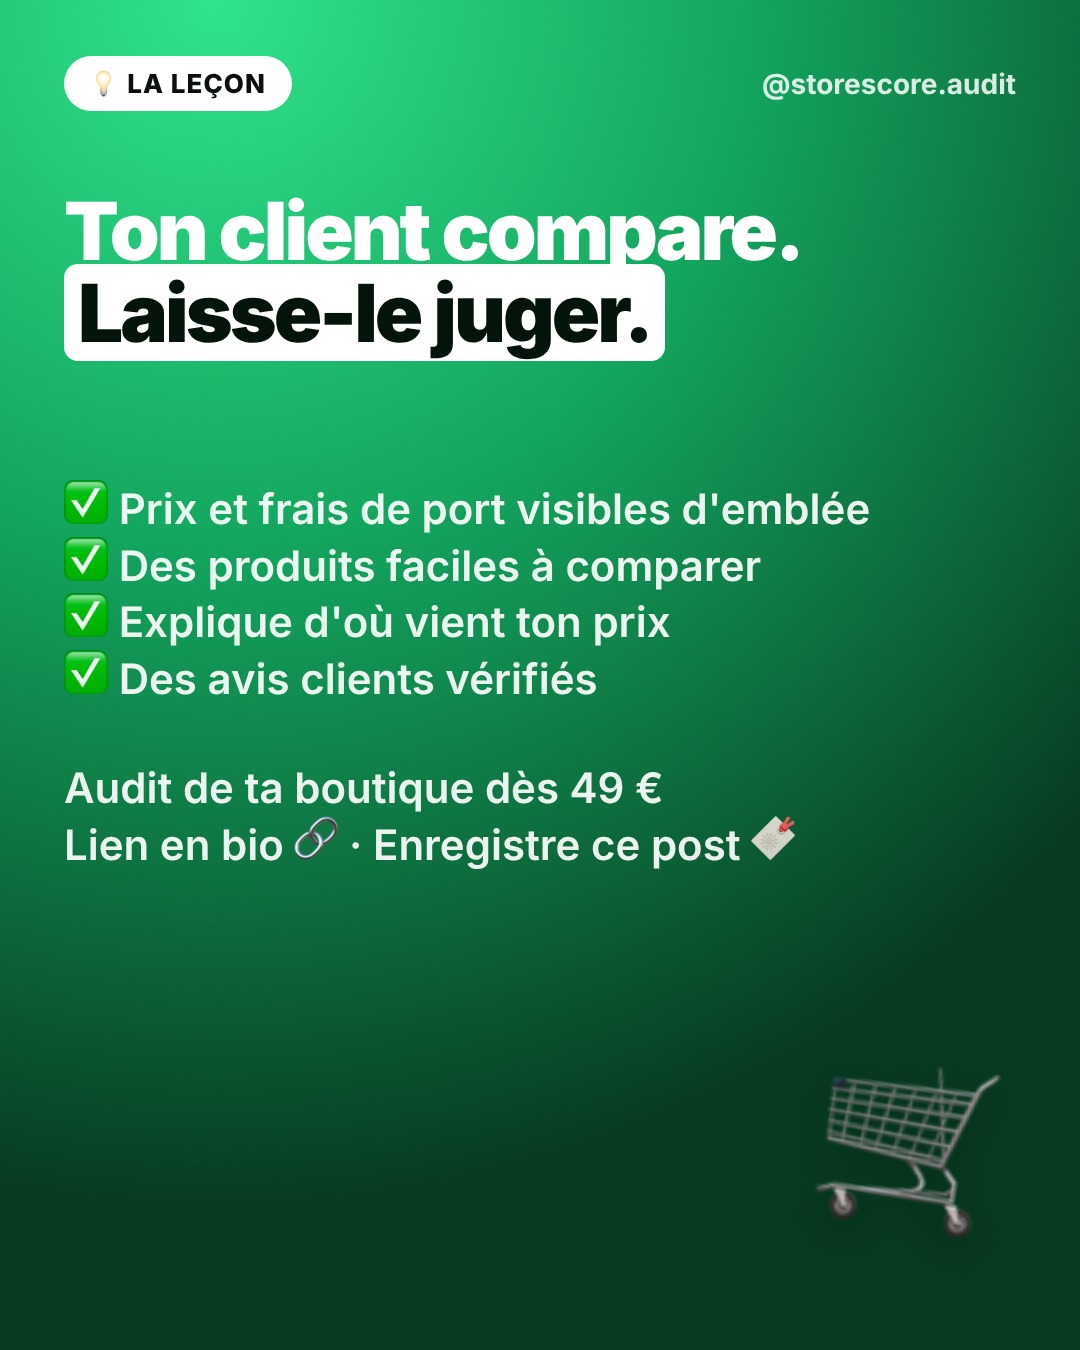 💡 LA LEÇON
@storescore.audit
Ton client compare.
Laisse-le juger.
✅ Prix et frais de port visibles d'emblée
✅ Des produits faciles à comparer
✅ Explique d'où vient ton prix
✅ Des avis clients vérifiés
Audit de ta boutique dès 49 €
Lien en bio 🔗 · Enregistre ce post 🔖